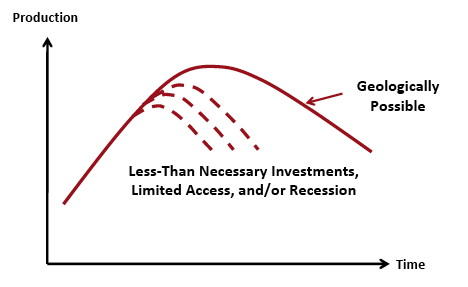 Production
Geologically
Possible
Less-Than Necessary Investments,
Limited Access, and/or Recession
Time